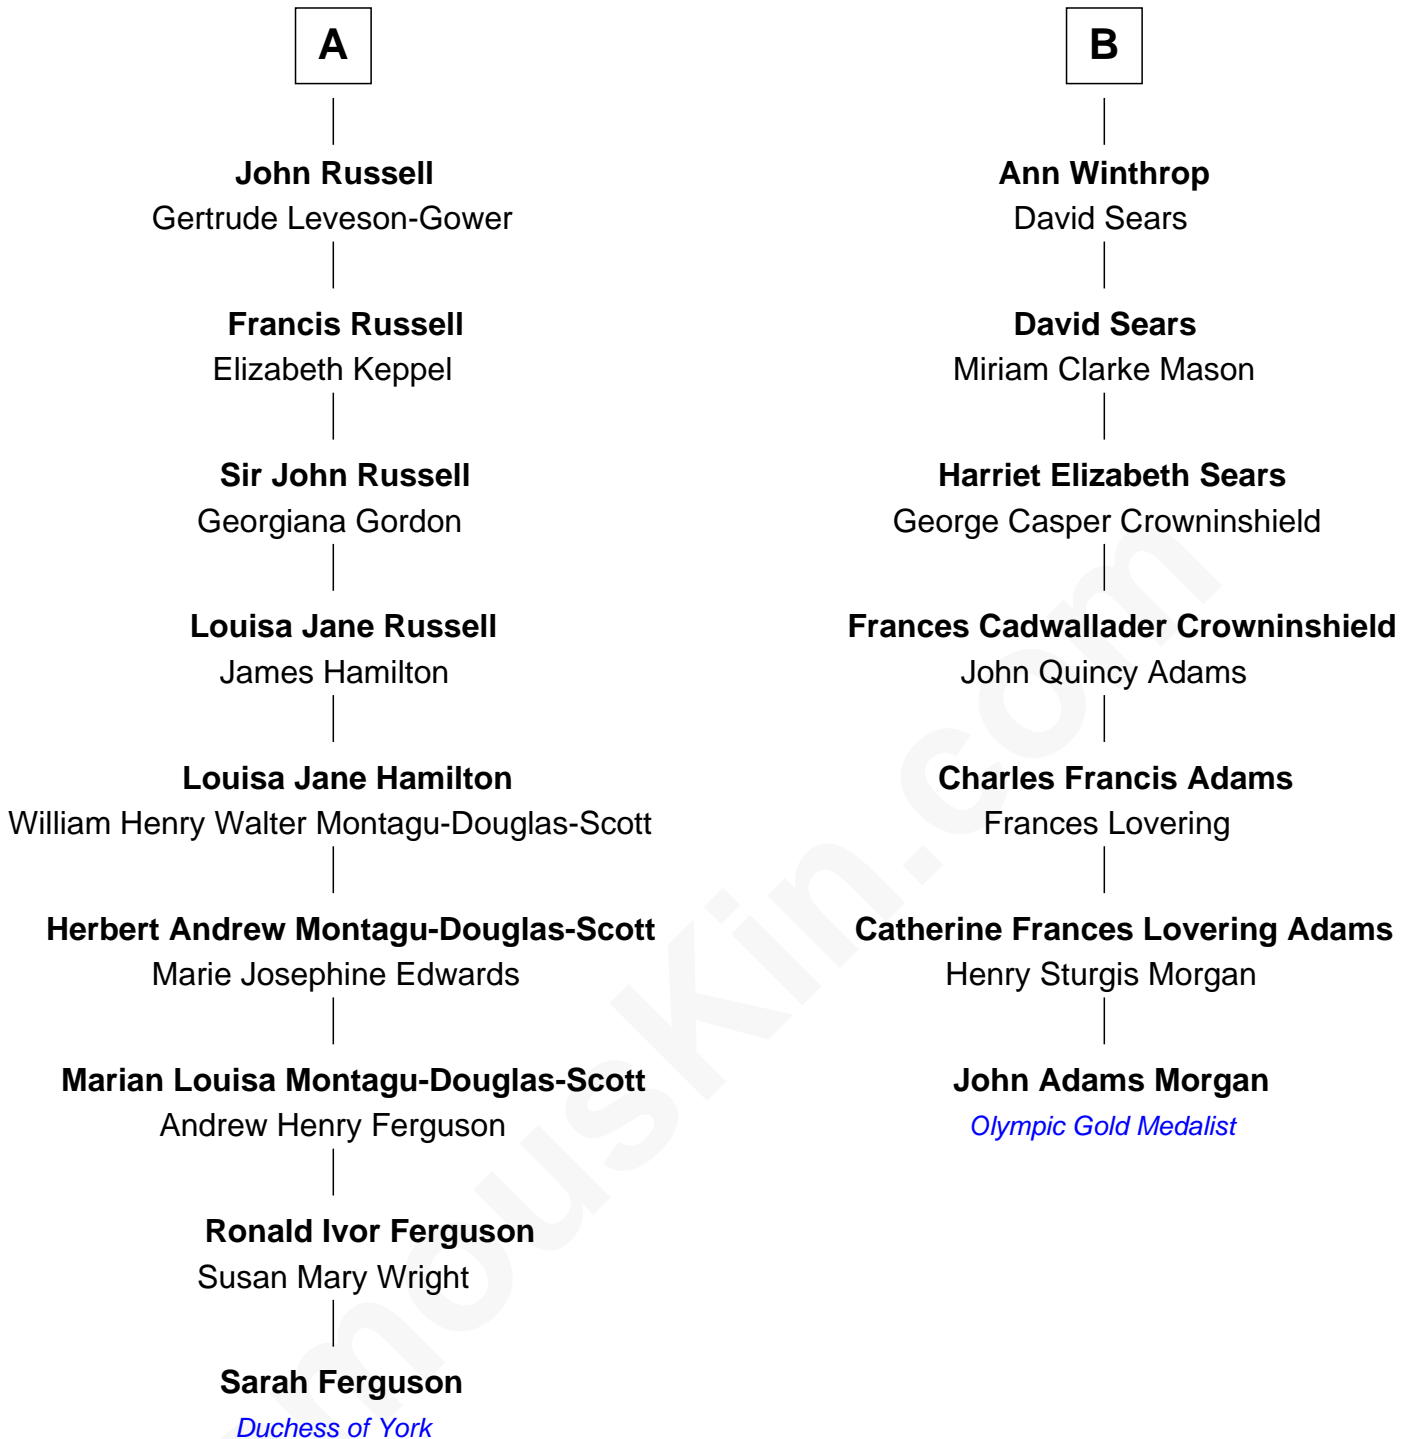 A
John Russell
Gertrude Leveson-Gower
Francis Russell
Elizabeth Keppel
Sir John Russell
Georgiana Gordon
Louisa Jane Russell
James Hamilton
Louisa Jane Hamilton
William Henry Walter Montagu-Douglas-Scott
Herbert Andrew Montagu-Douglas-Scott
Marie Josephine Edwards
Marian Louisa Montagu-Douglas-Scott
Andrew Henry Ferguson
Ronald Ivor Ferguson
Susan Mary Wright
Sarah Ferguson
Duchess of York
B
Ann Winthrop
David Sears
David Sears
Miriam Clarke Mason
Harriet Elizabeth Sears
George Casper Crowninshield
Frances Cadwallader Crowninshield
John Quincy Adams
Charles Francis Adams
Frances Lovering
Catherine Frances Lovering Adams
Henry Sturgis Morgan
John Adams Morgan
Olympic Gold Medalist
mousKin.com